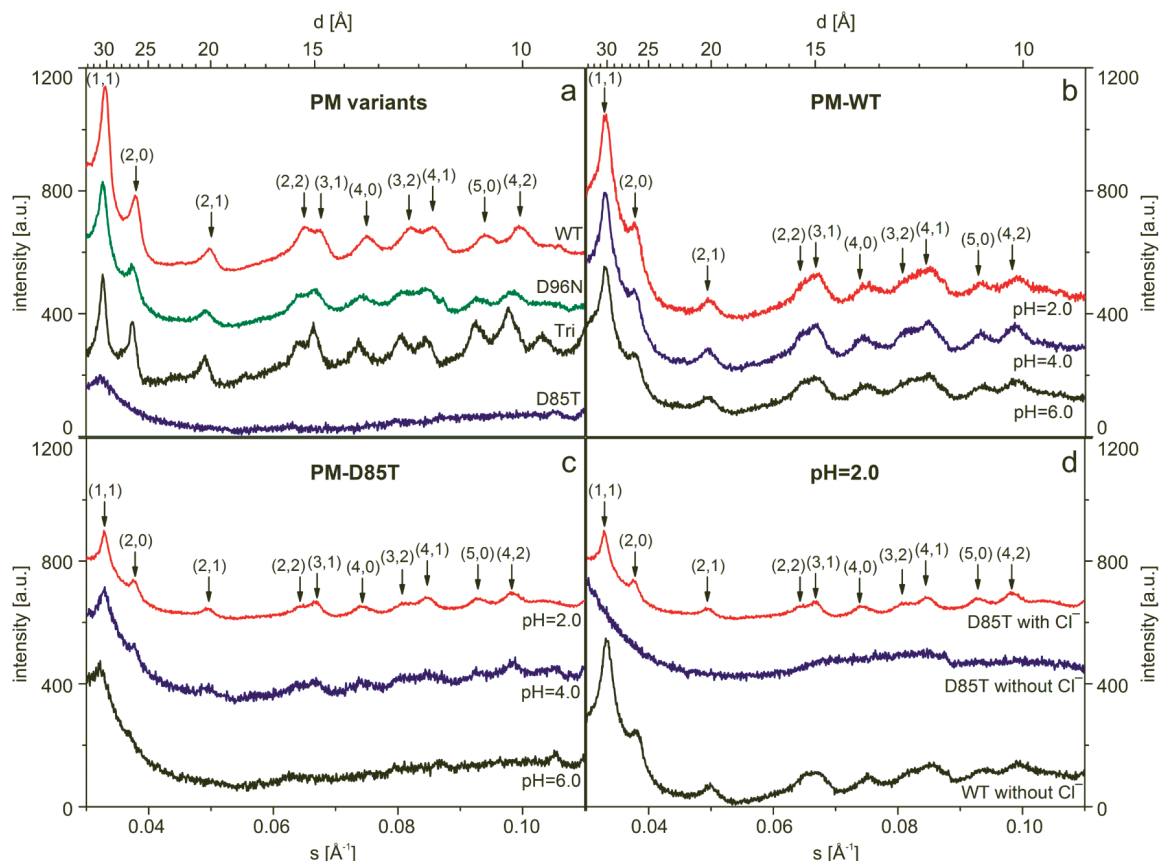 d [Å]
d [Å]
30 25 20 15 10
30 25 20 15 10
1200
(1,1)
PM variants
a
(2,0)
(2,1)
(2,2)
(3,1)
(4,0)
(3,2)
(4,1)
(5,0)
(4,2)
WT
D96N
Tri
D85T
800
400
0
intensity [a.u.]
(1,1)
PM-WT
b
1200
(2,0)
(2,1)
(2,2)
(3,1)
(4,0)
(3,2)
(4,1)
(5,0)
(4,2)
pH=2.0
pH=4.0
pH=6.0
800
400
0
intensity [a.u.]
1200
PM-D85T
c
(1,1)
(2,0)
(2,1)
(2,2)
(3,1)
(4,0)
(3,2)
(4,1)
(5,0)
(4,2)
pH=2.0
pH=4.0
pH=6.0
800
400
0
intensity [a.u.]
pH=2.0
d
1200
(1,1)
(2,0)
(2,1)
(2,2)
(3,1)
(4,0)
(3,2)
(4,1)
(5,0)
(4,2)
D85T with Cl⁻
D85T without Cl⁻
WT without Cl⁻
800
400
0
intensity [a.u.]
0.04 0.06 0.08 0.10
0.04 0.06 0.08 0.10
s [Å⁻¹]
s [Å⁻¹]